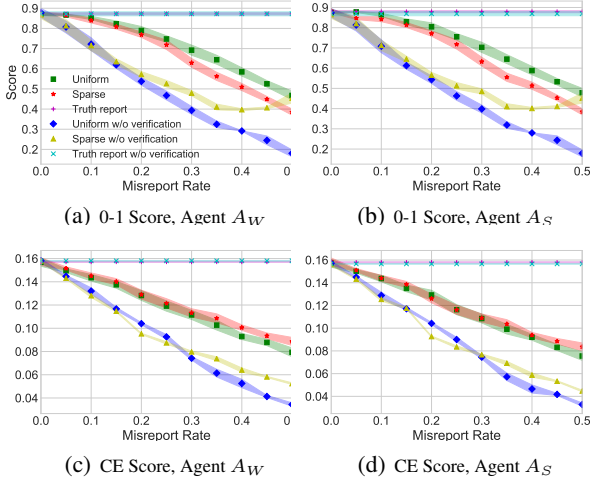 0.9 0.8 0.7 0.6 0.5 0.4 0.3 0.2
Score
Uniform
Sparse
Truth report
Uniform w/o verification
Sparse w/o verification
Truth report w/o verification
0.0 0.1 0.2 0.3 0.4
Misreport Rate
(a) 0-1 Score, Agent A_W
0.9 0.8 0.7 0.6 0.5 0.4 0.3 0.2
0.0 0.1 0.2 0.3 0.4 0.5
Misreport Rate
(b) 0-1 Score, Agent A_S
0.16 0.14 0.12 0.10 0.08 0.06 0.04
0.0 0.1 0.2 0.3 0.4
Misreport Rate
(c) CE Score, Agent A_W
0.16 0.14 0.12 0.10 0.08 0.06 0.04
0.0 0.1 0.2 0.3 0.4 0.5
Misreport Rate
(d) CE Score, Agent A_S